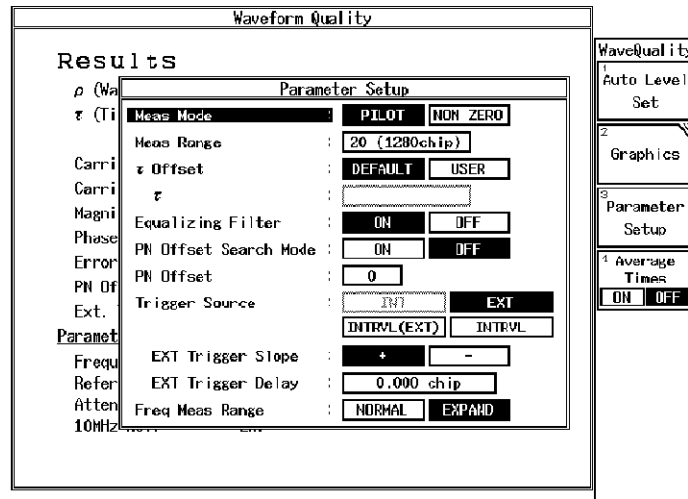 Waveform Quality
Results
ρ (Wa
τ (Ti
Carri
Carri
Magni
Phase
Error
PN Of
Ext.
Paramet
Frequ
Refer
Atten
10MHz
Parameter Setup
Meas Mode : PILOT NON ZERO
Meas Range : 20 (1280chip)
τ Offset : DEFAULT USER
τ :
Equalizing Filter : ON OFF
PN Offset Search Mode : ON OFF
PN Offset : 0
Trigger Source : INT EXT
INTRVL(EXT) INTRVL
EXT Trigger Slope : + -
EXT Trigger Delay : 0.000 chip
Freq Meas Range : NORMAL EXPAND
WaveQuality
1
Auto Level
Set
2
Graphics
3
Parameter
Setup
4 Average
Times
ON OFF